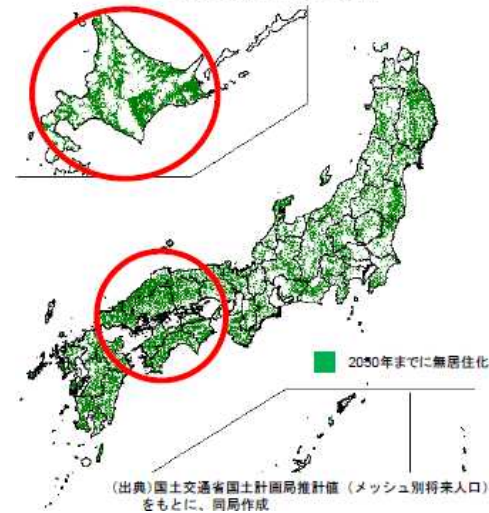 2050年までに無居住化
(出典)国土交通省国土計画局推計値(メッシュ別将来人口)
をもとに、同局作成